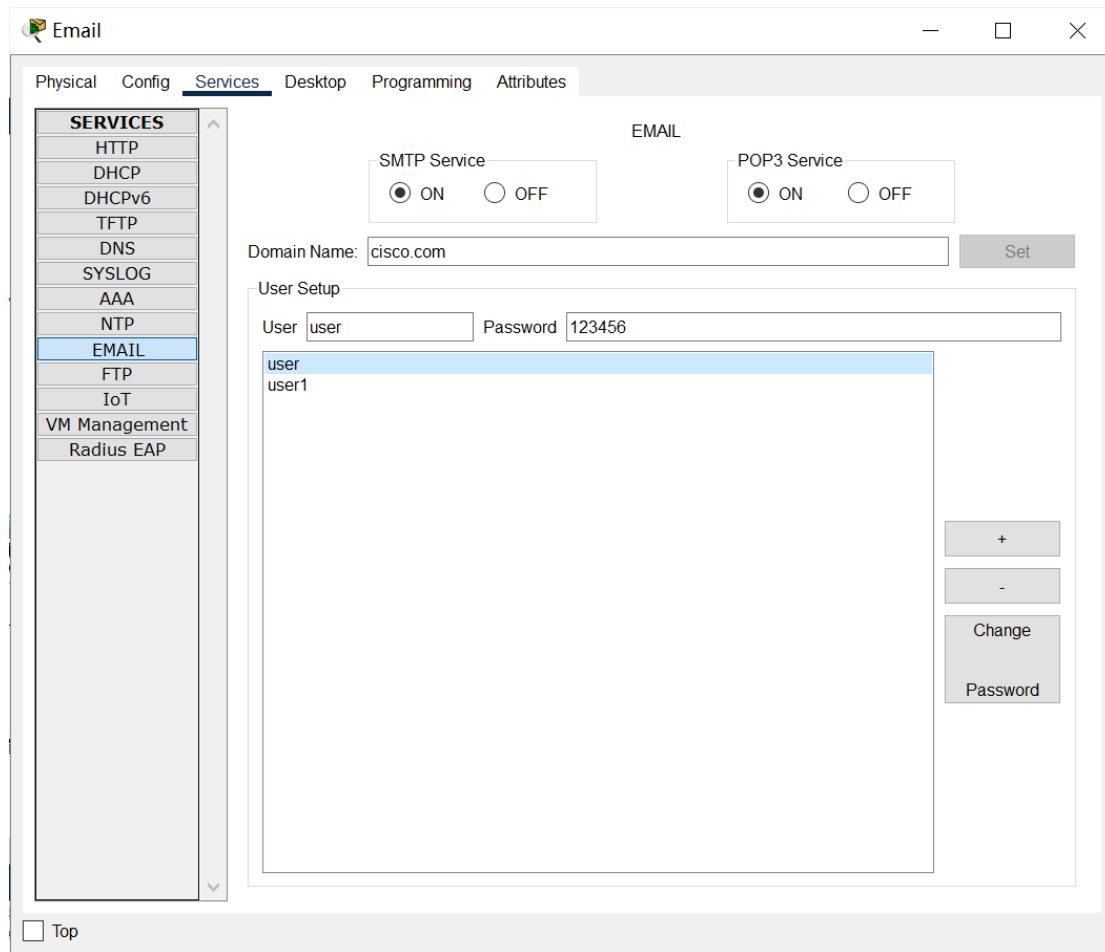 Email
Physical Config Services Desktop Programming Attributes
SERVICES
HTTP
DHCP
DHCPv6
TFTP
DNS
SYSLOG
AAA
NTP
EMAIL
FTP
IoT
VM Management
Radius EAP
EMAIL
SMTP Service
ON OFF
POP3 Service
ON OFF
Domain Name: cisco.com Set
User Setup
User user Password 123456
user
user1
+
-
Change
Password
Top